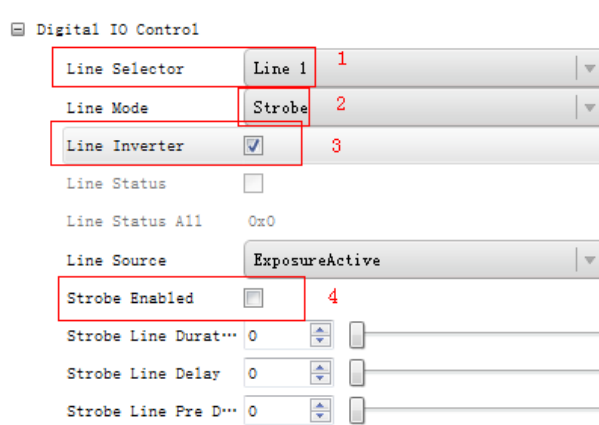 Digital IO Control
Line Selector Line 1 1
Line Mode Strobe 2
Line Inverter 3
Line Status
Line Status All 0x0
Line Source ExposureActive
Strobe Enabled 4
Strobe Line Durat… 0
Strobe Line Delay 0
Strobe Line Pre D… 0